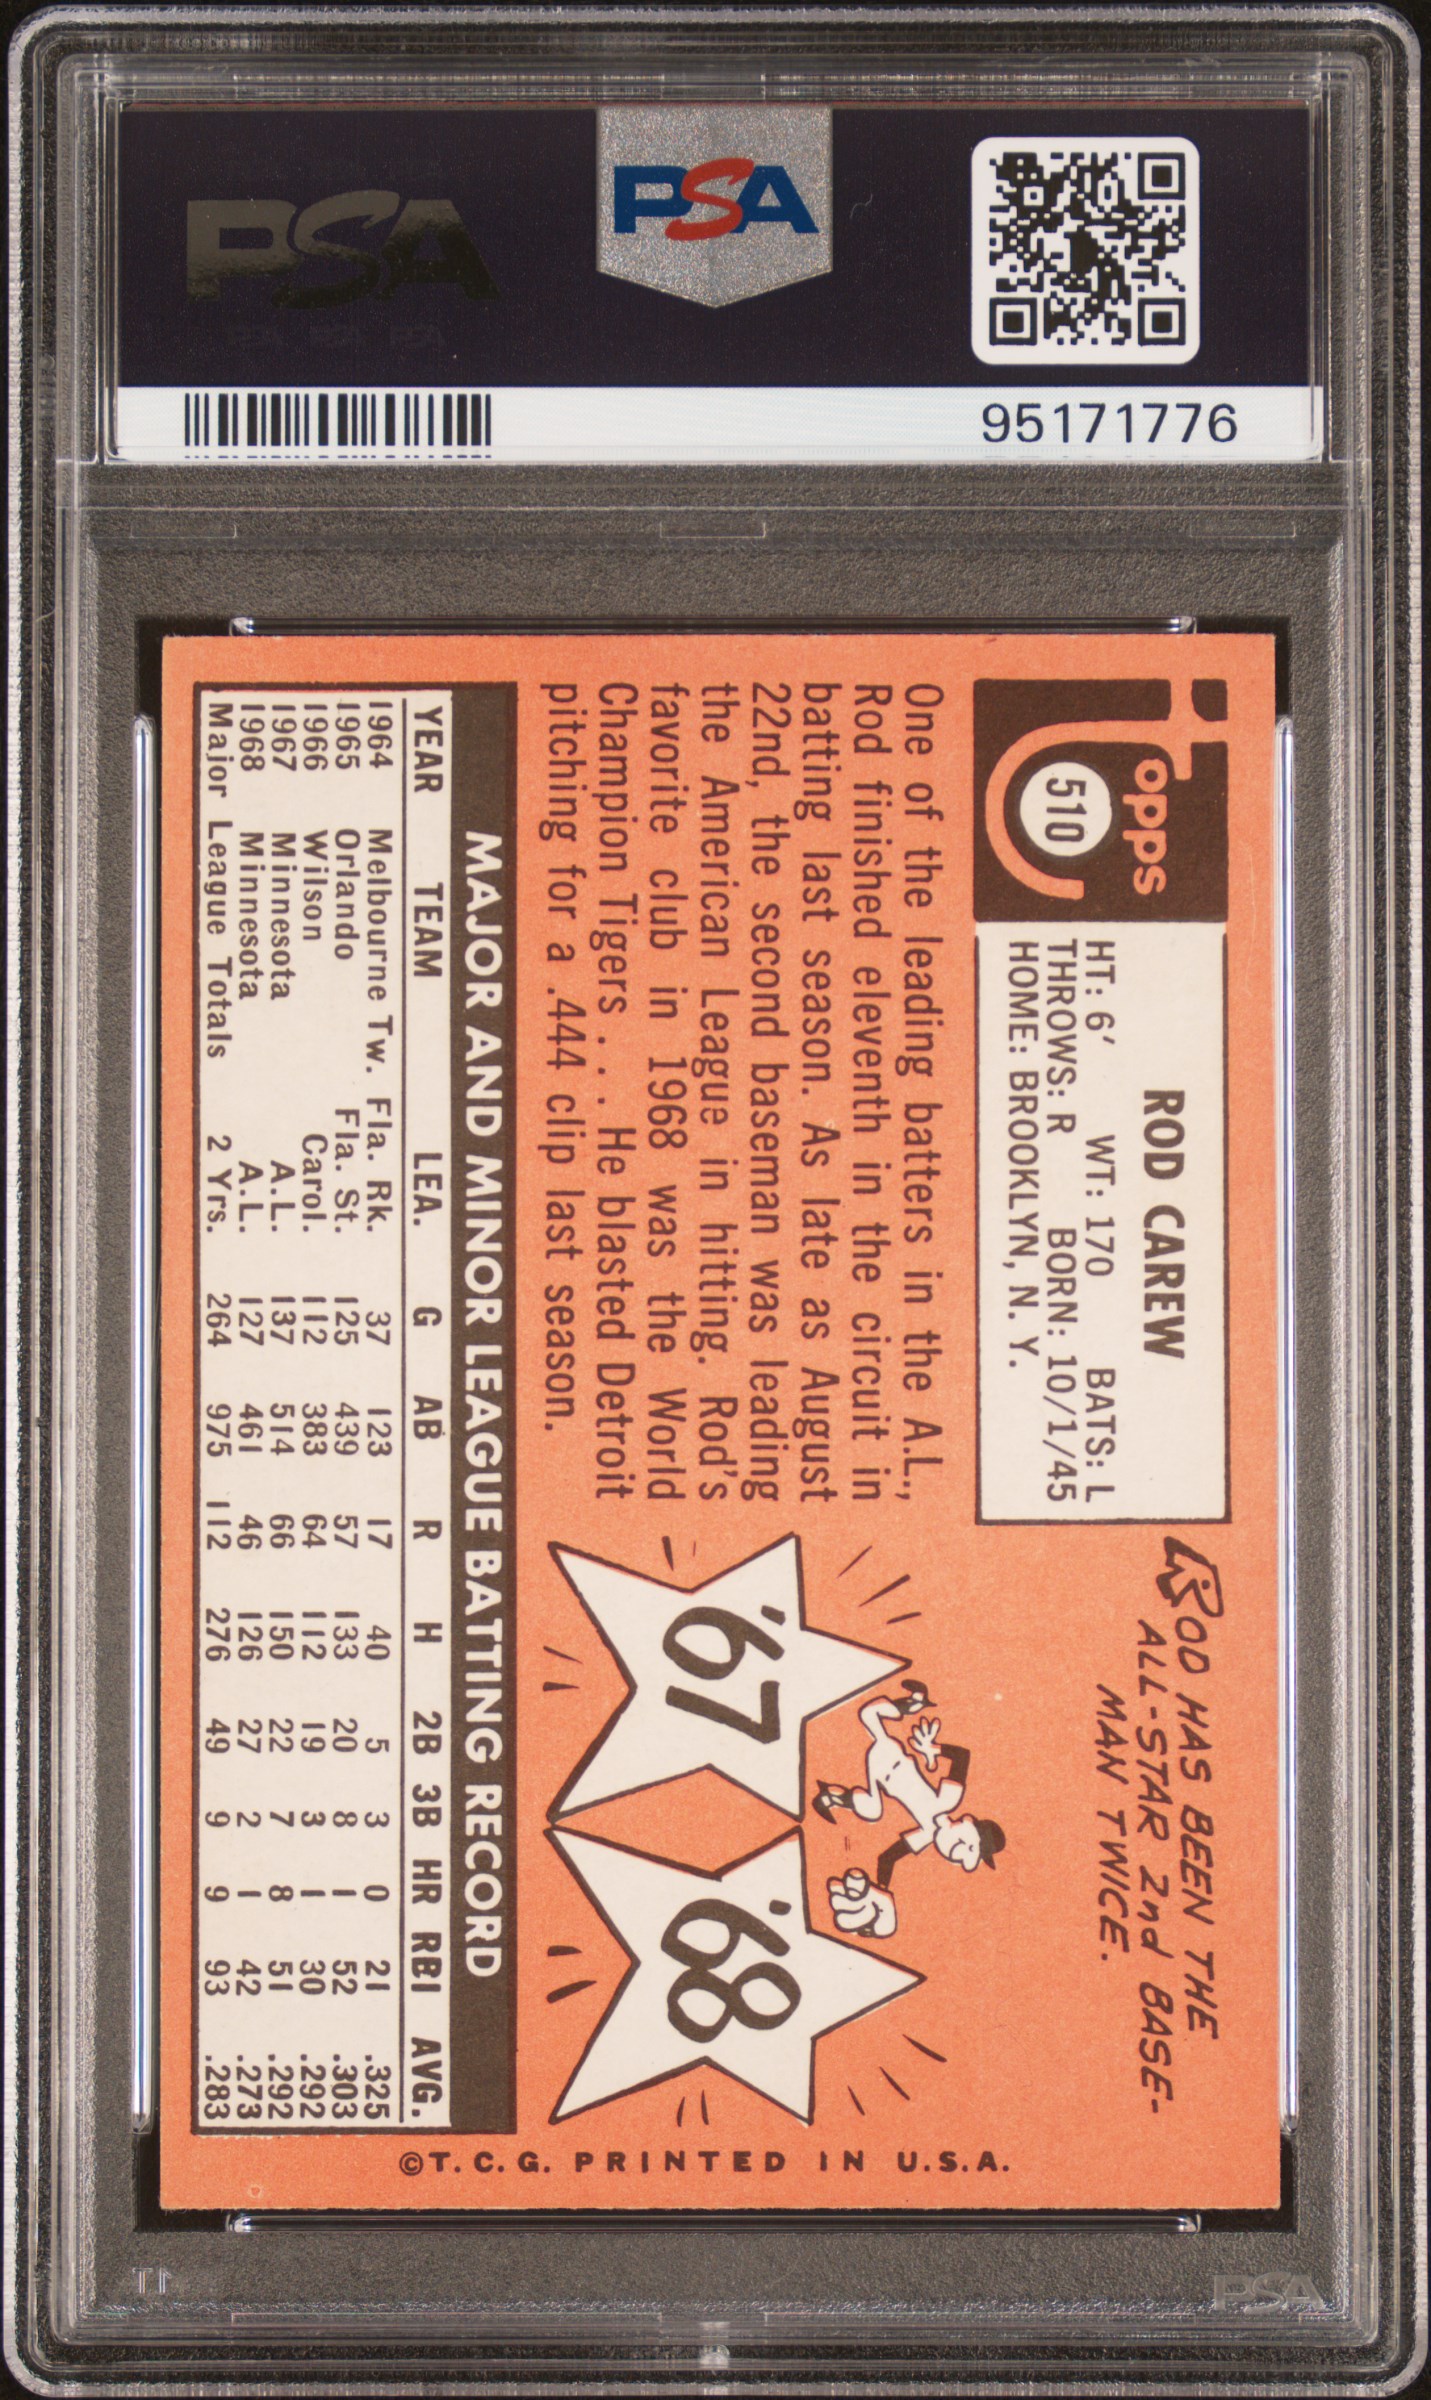 PSA
PSA
95171776
Topps
510
ROD CAREW
HT: 6' WT: 170 BATS: L
THROWS: R BORN: 10/1/45
HOME: BROOKLYN, N. Y.
ROD HAS BEEN THE
ALL-STAR 2nd BASE-
MAN TWICE.
One of the leading batters in the A.L.,
Rod finished eleventh in the circuit in
batting last season. As late as August
22nd, the second baseman was leading
the American League in hitting. Rod's
favorite club in 1968 was the World
Champion Tigers . . . He blasted Detroit
pitching for a .444 clip last season.
'67
'68
MAJOR AND MINOR LEAGUE BATTING RECORD
YEAR TEAM LEA. G AB R H 2B 3B HR RBI AVG.
1964 Melbourne Tw. Fla. Rk. 37 123 17 40 5 3 0 21 .325
1965 Orlando Fla. St. 125 439 57 133 20 8 1 52 .303
1966 Wilson Carol. 112 383 64 112 19 3 1 30 .292
1967 Minnesota A.L. 137 514 66 150 22 7 8 51 .292
1968 Minnesota A.L. 127 461 46 126 27 2 1 42 .273
Major League Totals 2 Yrs. 264 975 112 276 49 9 9 93 .283
©T.C.G. PRINTED IN U.S.A.
PSA